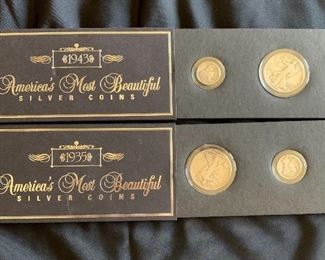 1943
America's Most Beautiful
SILVER COINS
1935
America's Most Beautiful
SILVER COINS